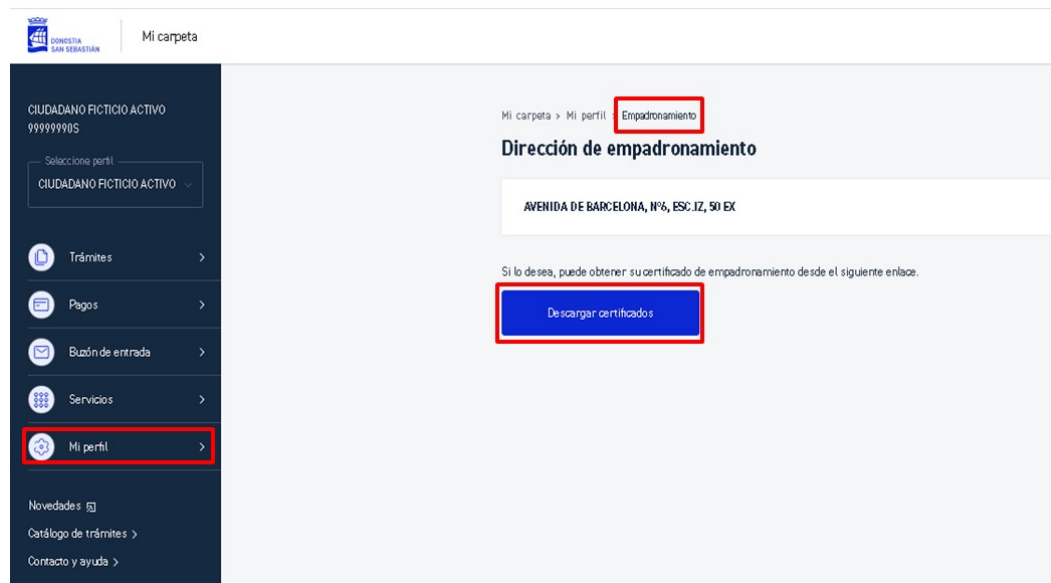 DONOSTIA
SAN SEBASTIÁN
Mi carpeta
CIUDADANO FICTICIO ACTIVO
99999990S
Seleccione perfil
CIUDADANO FICTICIO ACTIVO
Trámites
Pagos
Buzón de entrada
Servicios
Mi perfil
Novedades
Catálogo de trámites >
Contacto y ayuda >
Mi carpeta > Mi perfil > Empadronamiento
Dirección de empadronamiento
AVENIDA DE BARCELONA, Nº6, ESC.IZ, 50 EX
Si lo desea, puede obtener su certificado de empadronamiento desde el siguiente enlace.
Descargar certificados